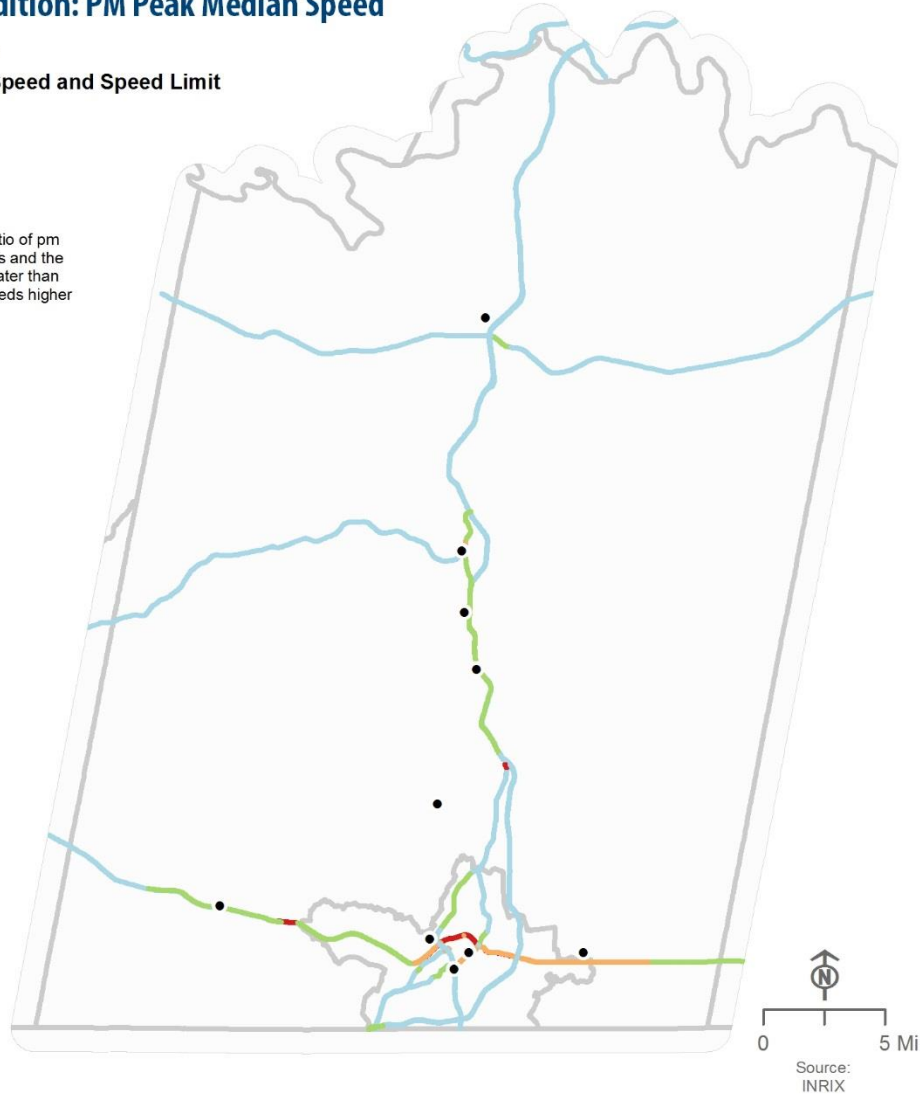 dition: PM Peak Median Speed
Speed and Speed Limit
tio of pm
s and the
ater than
eds higher
N
0 5 Mi
Source:
INRIX